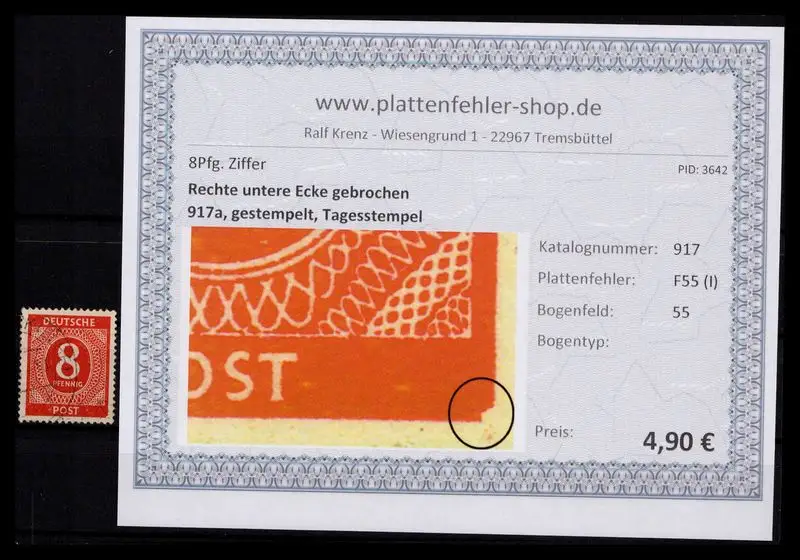 www.plattenfehler-shop.de
Ralf Krenz - Wiesengrund 1 - 22967 Tremsbüttel
8Pfg. Ziffer
PID: 3642
Rechte untere Ecke gebrochen
917a, gestempelt, Tagesstempel
Katalognummer: 917
Plattenfehler: F55 (I)
Bogenfeld: 55
Bogentyp:
OST
Preis: 4,90 €
DEUTSCHE
8
PFENNIG
POST